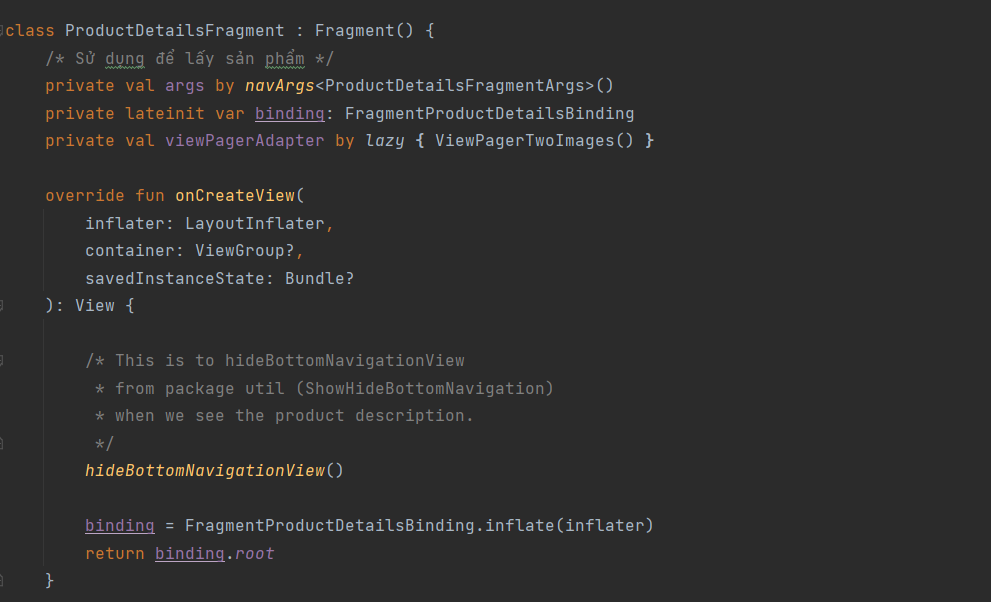 class ProductDetailsFragment : Fragment() {
    /* Sử dụng để lấy sản phẩm */
    private val args by navArgs<ProductDetailsFragmentArgs>()
    private lateinit var binding: FragmentProductDetailsBinding
    private val viewPagerAdapter by lazy { ViewPagerTwoImages() }

    override fun onCreateView(
        inflater: LayoutInflater,
        container: ViewGroup?,
        savedInstanceState: Bundle?
    ): View {

        /* This is to hideBottomNavigationView
         * from package util (ShowHideBottomNavigation)
         * when we see the product description.
         */
        hideBottomNavigationView()

        binding = FragmentProductDetailsBinding.inflate(inflater)
        return binding.root
    }